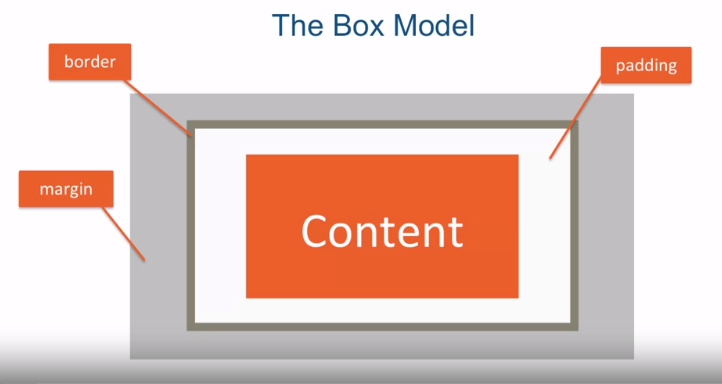 The Box Model
border
padding
margin
Content